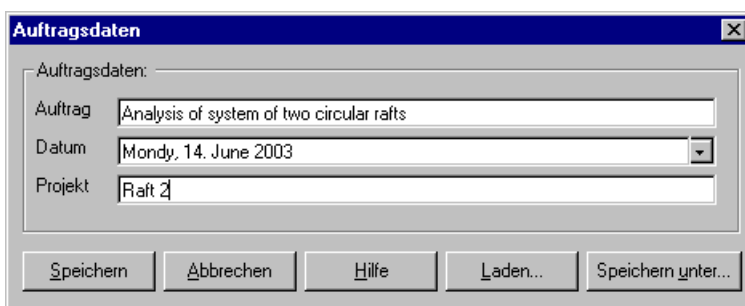 Auftragsdaten
Auftragsdaten:
Auftrag Analysis of system of two circular rafts
Datum Mondy, 14. June 2003
Projekt Raft 2
Speichern Abbrechen Hilfe Laden... Speichern unter...